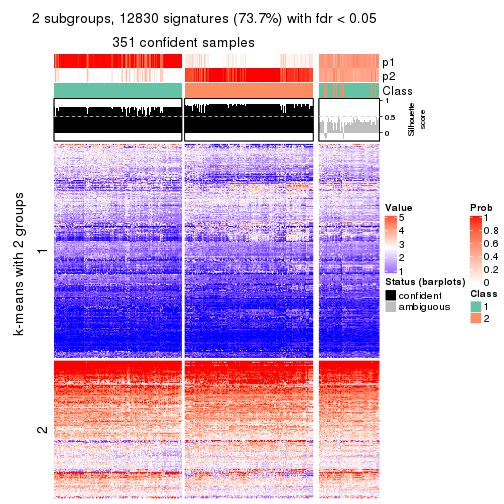 2 subgroups, 12830 signatures (73.7%) with fdr < 0.05
351 confident samples
p1
p2
Class
1
0.5
0
Silhouette
score
k-means with 2 groups
1
2
Value
5
4
3
2
1
Status (barplots)
confident
ambiguous
Prob
1
0.8
0.6
0.4
0.2
0
Class
1
2